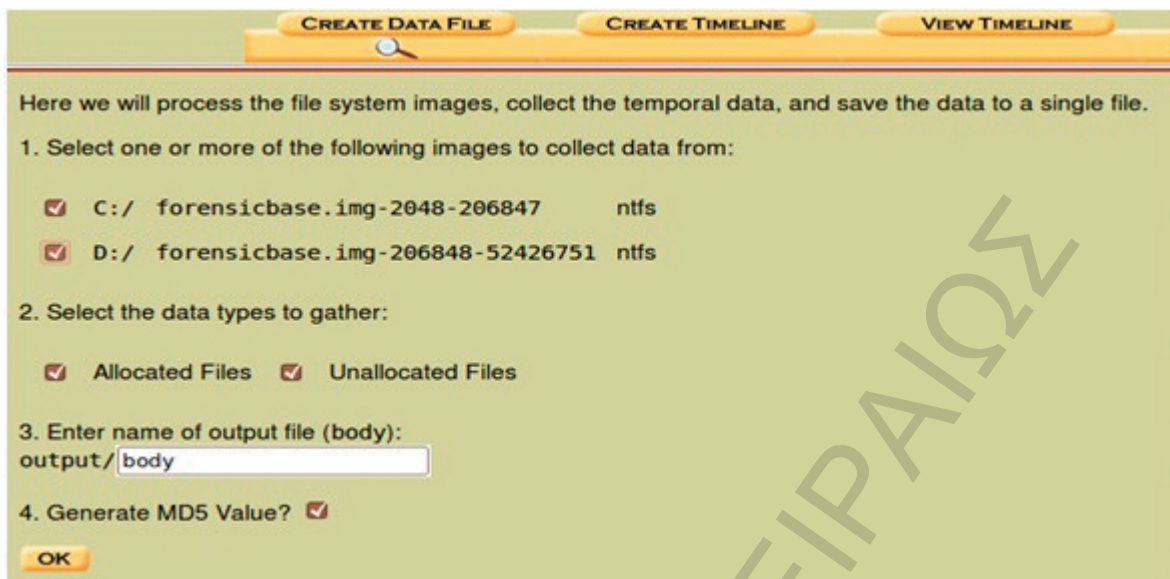 CREATE DATA FILE CREATE TIMELINE VIEW TIMELINE
Here we will process the file system images, collect the temporal data, and save the data to a single file.
1. Select one or more of the following images to collect data from:
C:/ forensicbase.img-2048-206847 ntfs
D:/ forensicbase.img-206848-52426751 ntfs
2. Select the data types to gather:
Allocated Files Unallocated Files
3. Enter name of output file (body):
output/body
4. Generate MD5 Value?
OK
ΕΙΡΑΙΩΣ